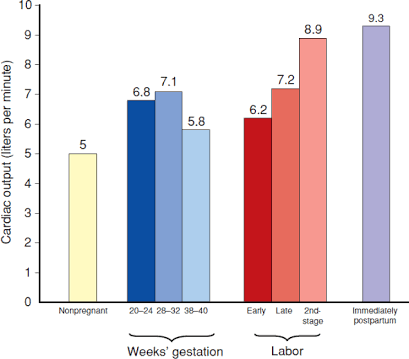 Cardiac output (liters per minute)
10
9
8
7
6
5
4
3
2
1
0
5
6.8
7.1
5.8
6.2
7.2
8.9
9.3
Nonpregnant
20–24 28–32 38–40
Early Late 2nd-
stage
Immediately
postpartum
Weeks' gestation
Labor